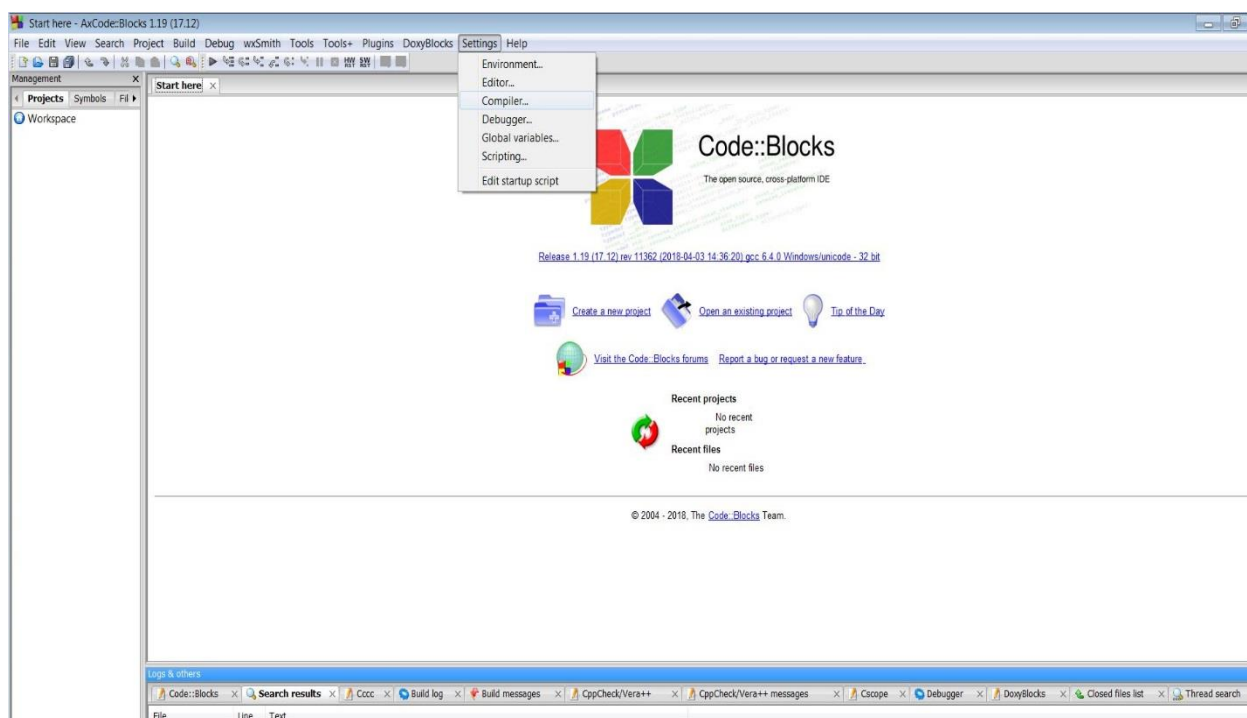 Start here - AxCode::Blocks 1.19 (17.12)
File Edit View Search Project Build Debug wxSmith Tools Tools+ Plugins DoxyBlocks Settings Help
Management X
Start here X
Projects Symbols Fil
Workspace
Environment...
Editor...
Compiler...
Debugger...
Global variables...
Scripting...
Edit startup script
Code::Blocks
The open source, cross-platform IDE
Release 1.19 (17.12) rev 11362 (2018-04-03 14:36:20) gcc 6.4.0 Windows/unicode - 32 bit
Create a new project Open an existing project Tip of the Day
Visit the Code::Blocks forums Report a bug or request a new feature
Recent projects
No recent
projects
Recent files
No recent files
© 2004 - 2018, The Code::Blocks Team.
Logs & others
Code::Blocks X Search results X Cccc X Build log X Build messages X CppCheck/Vera++ X CppCheck/Vera++ messages X Cscope X Debugger X DoxyBlocks X Closed files list X Thread search
File Line Text